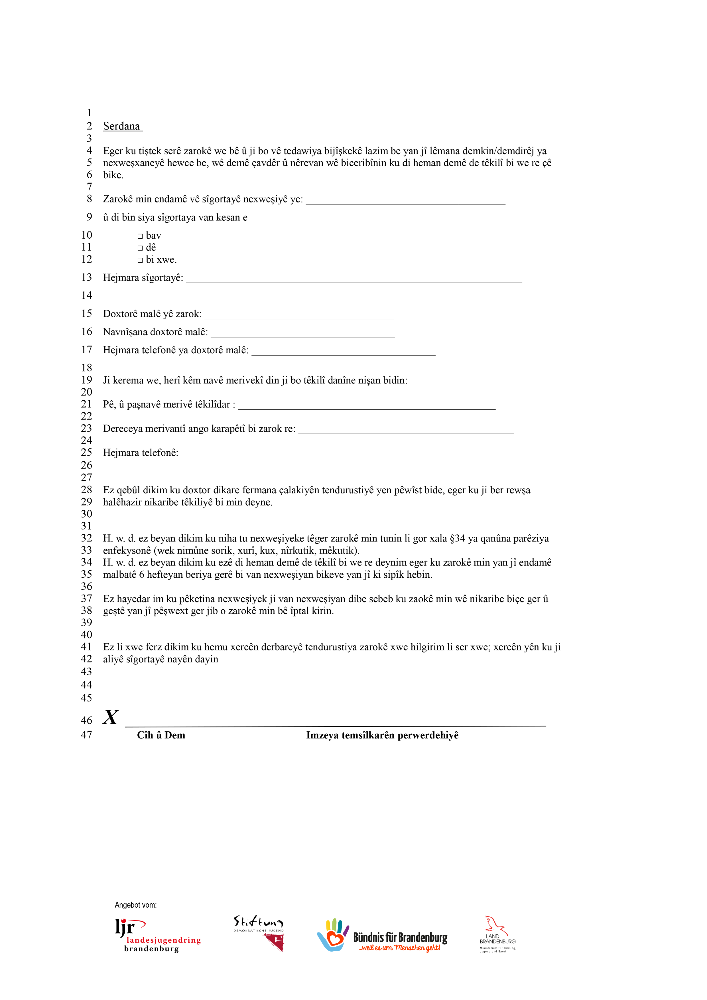 1
2 Serdana
3
4 Eger ku tiştek serê zarokê we bê û ji bo vê tedawiya bijîşkekê lazim be yan jî lêmana demkin/demdirêj ya
5 nexweşxaneyê hewce be, wê demê çavdêr û nêrevan wê biceribînin ku di heman demê de têkilî bi we re çê
6 bike.
7
8 Zarokê min endamê vê sîgortayê nexweşiyê ye: ____________________________________
9 û di bin siya sîgortaya van kesan e
10 □ bav
11 □ dê
12 □ bi xwe.
13 Hejmara sîgortayê: ____________________________________
14
15 Doxtorê malê yê zarok: ____________________________________
16 Navnîşana doxtorê malê: ____________________________________
17 Hejmara telefonê ya doxtorê malê: ____________________________________
18
19 Ji kerema we, herî kêm navê merivekî din ji bo têkilî danîne nişan bidin:
20
21 Pê, û paşnavê merivê têkilîdar : ____________________________________
22
23 Dereceya merivantî ango karapêtî bi zarok re: ____________________________________
24
25 Hejmara telefonê: ____________________________________
26
27
28 Ez qebûl dikim ku doxtor dikare fermana çalakiyên tendurustiyê yen pêwîst bide, eger ku ji ber rewşa
29 halêhazir nikaribe têkiliyê bi min deyne.
30
31
32 H. w. d. ez beyan dikim ku niha tu nexweşiyeke têger zarokê min tunin li gor xala §34 ya qanûna parêziya
33 enfekysonê (wek nimûne sorik, xurî, kux, nîrkutik, mêkutik).
34 H. w. d. ez beyan dikim ku ezê di heman demê de têkilî bi we re deynim eger ku zarokê min yan jî endamê
35 malbatê 6 hefteyan beriya gerê bi van nexweşiyan bikeve yan jî ki sipîk hebin.
36
37 Ez hayedar im ku pêketina nexweşiyek ji van nexweşiyan dibe sebeb ku zaokê min wê nikaribe biçe ger û
38 geştê yan jî pêşwext ger jib o zarokê min bê îptal kirin.
39
40
41 Ez li xwe ferz dikim ku hemu xercên derbareyê tendurustiya zarokê xwe hilgirim li ser xwe; xercên yên ku ji
42 aliyê sîgortayê nayên dayin
43
44
45
46 X ____________________________________
47 Cîh û Dem Imzeya temsîlkarên perwerdehiyê
Angebot vom:
ljr landesjugendring brandenburg
Stiftung DEMOKRATISCHE JUGEND
Bündnis für Brandenburg
...weil es um Menschen geht!
LAND
BRANDENBURG
Ministerium für Bildung,
Jugend und Sport